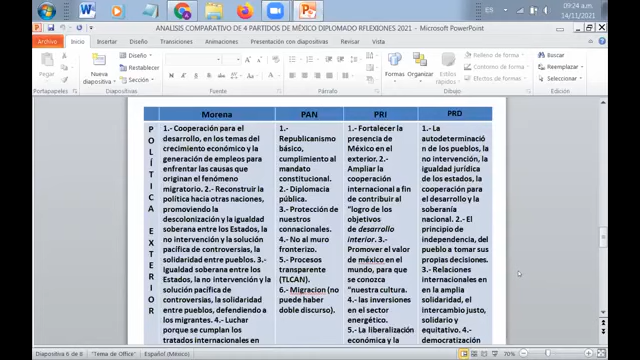 ES
09:24 a.m.
14/11/2021
ANALISIS COMPARATIVO DE 4 PARTIDOS DE MÉXICO DIPLOMADO RFLEXIONES 2021 - Microsoft PowerPoint
Archivo Inicio Insertar Diseño Transiciones Animaciones Presentación con diapositivas Revisar Vista
Pegar
Nueva diapositiva
Diseño
Restablecer
Sección
Formas
Organizar
Estilos rápidos
Relleno de forma
Contorno de forma
Efectos de formas
Buscar
Reemplazar
Seleccionar
Morena PAN PRI PRD
POLÍTICA EXTERIOR
1.- Cooperación para el
desarrollo, en los temas del
crecimiento económico y la
generación de empleos para
enfrentar las causas que
originan el fenómeno
migratorio. 2.- Reconstruir la
política hacia otras naciones,
promoviendo la
descolonización y la igualdad
soberana entre los Estados, la
no intervención y la solución
pacífica de controversias, la
solidaridad entre pueblos. 3.-
Igualdad soberana entre los
Estados, la no intervención y la
solución pacífica de
controversias, la solidaridad
entre pueblos, defendiendo a
los migrantes. 4.- Luchar
porque se cumplan los
tratados internacionales en
1.-
Republicanismo
básico,
cumplimiento al
mandato
constitucional.
2.- Diplomacia
pública.
3.- Protección de
nuestros
connacionales.
4.- No al muro
fronterizo.
5.- Procesos
transparente
(TLCAN).
6.- Migracion (no
puede haber
doble discurso).
1.- Fortalecer la
presencia de
México en el
exterior. 2.-
Ampliar la
cooperación
internacional a fin
de contribuir al
"logro de los
objetivos
de desarrollo
interior. 3.-
Promover el valor
de méxico en el
mundo, para que
se conozca
"nuestra cultura.
4.- las inversiones
en el sector
energético.
5.- La liberalización
económica y la
1.- La
autodeterminació
n de los pueblos, la
no intervención, la
igualdad jurídica
de los estados, la
cooperación para
el desarrollo y la
soberanía
nacional. 2.- El
principio de
independencia, del
pueblo a tomar sus
propias decisiones.
3.- Relaciones
internacionales en
en la amplia
solidaridad, el
intercambio justo,
solidario y
equitativo. 4.-
democratización
Diapositiva 6 de 8 "Tema de Office" Español (México) 70%